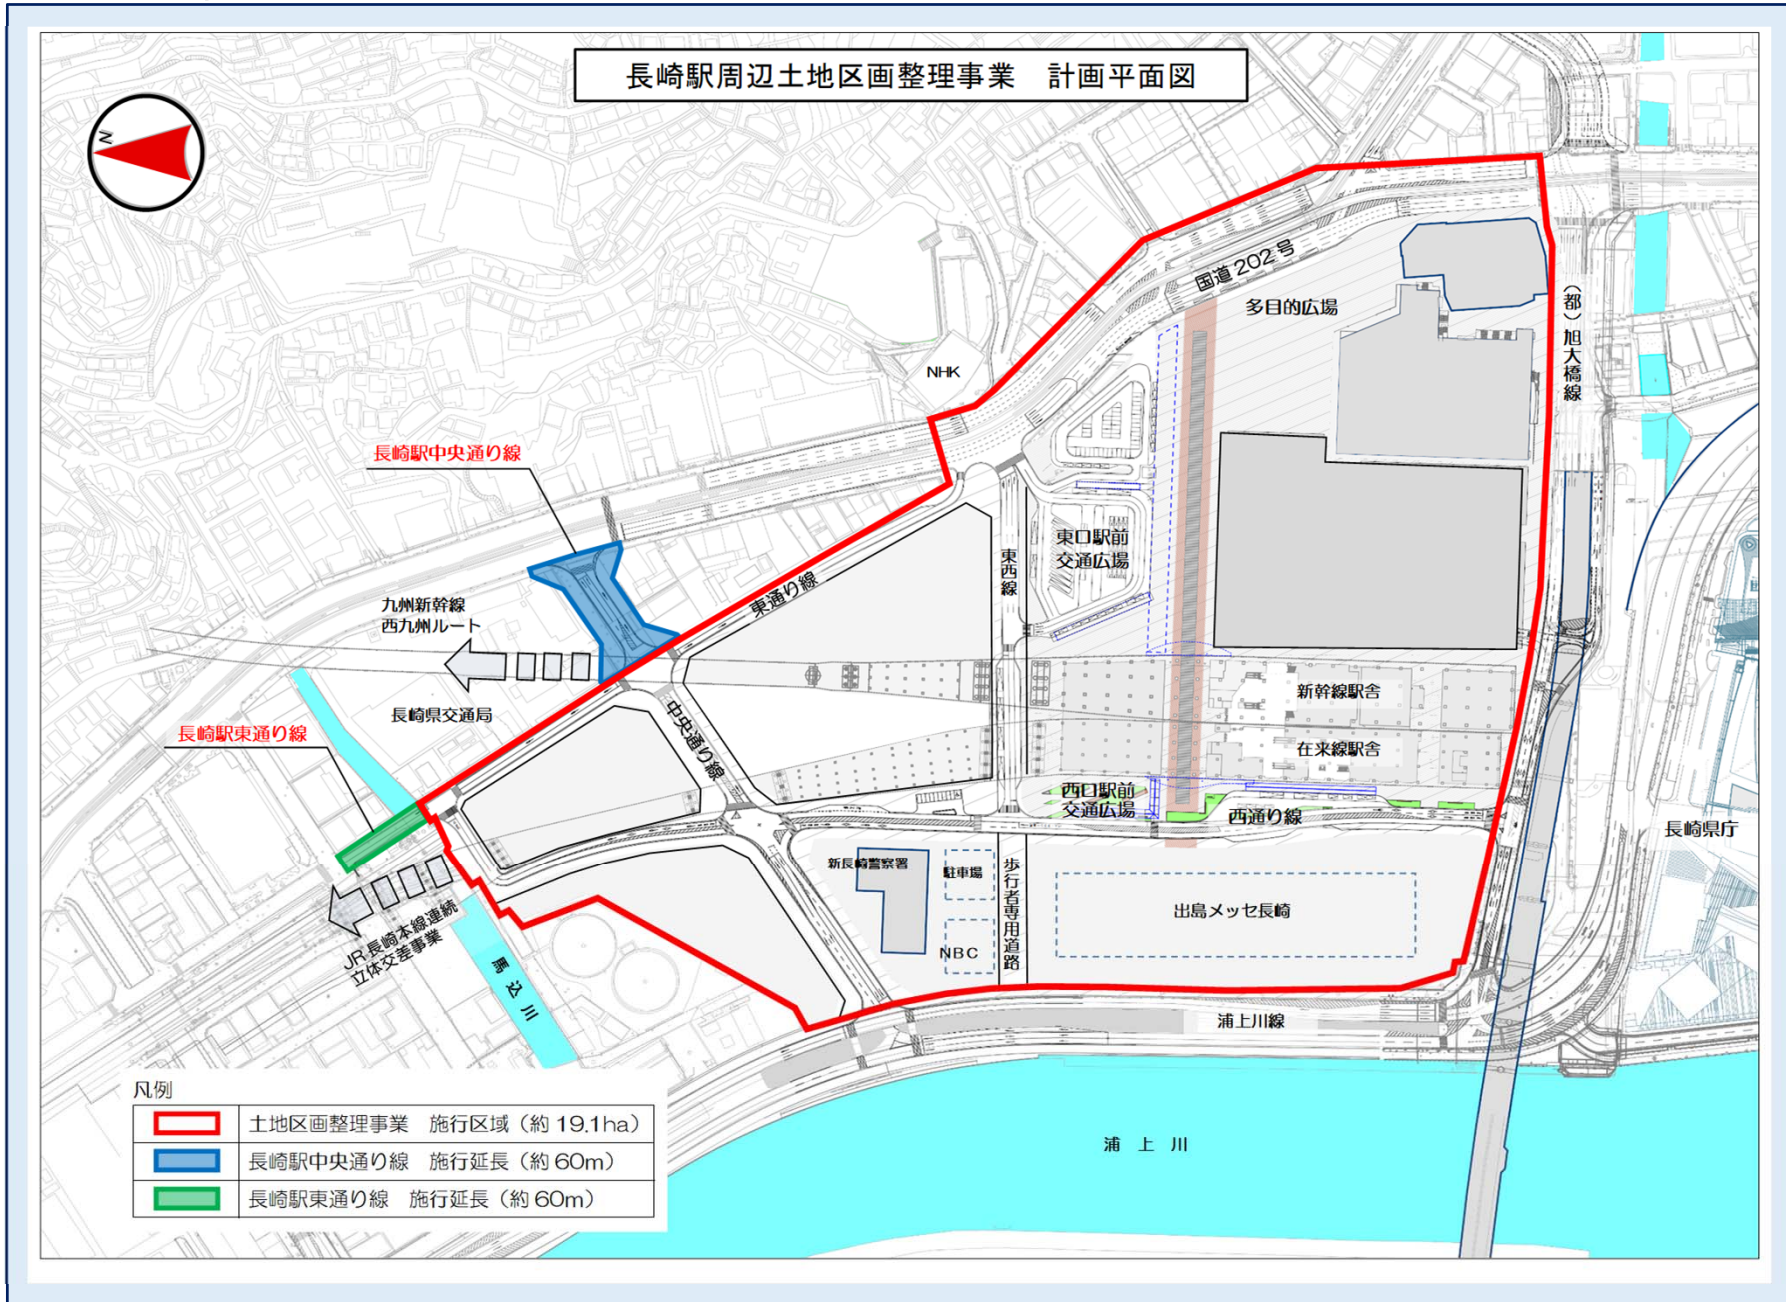 長崎駅周辺土地区画整理事業　計画平面図
N
国道202号
多目的広場
(都)旭大橋線
NHK
長崎駅中央通り線
東口駅前
交通広場
東西線
東通り線
九州新幹線
西九州ルート
長崎県交通局
中央通り線
新幹線駅舎
在来線駅舎
長崎駅東通り線
西口駅前
交通広場
西通り線
長崎県庁
新長崎警察署
駐車場
歩行者専用道路
出島メッセ長崎
NBC
JR長崎本線連続
立体交差事業
馬込川
浦上川線
浦上川
凡例
土地区画整理事業　施行区域（約19.1ha）
長崎駅中央通り線　施行延長（約60m）
長崎駅東通り線　施行延長（約60m）